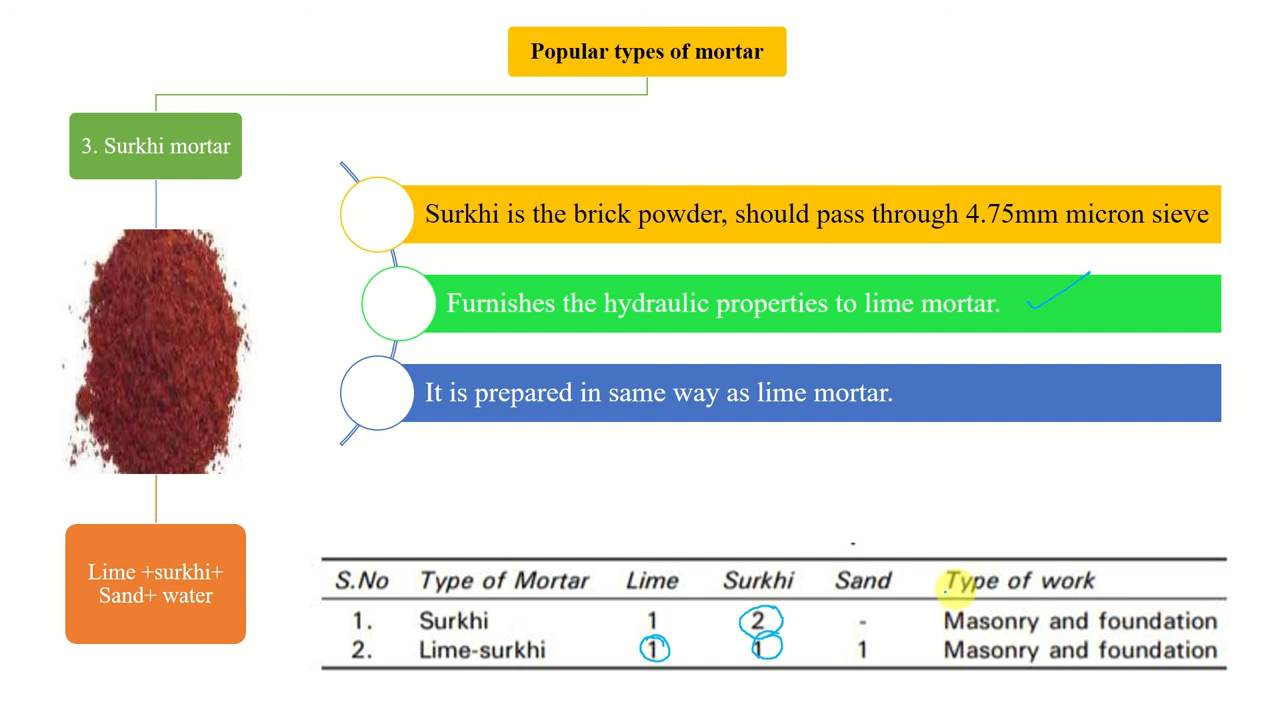 Popular types of mortar
3. Surkhi mortar
Surkhi is the brick powder, should pass through 4.75mm micron sieve
Furnishes the hydraulic properties to lime mortar.
It is prepared in same way as lime mortar.
Lime +surkhi+
Sand+ water
S.No Type of Mortar Lime Surkhi Sand Type of work
1. Surkhi 1 2 - Masonry and foundation
2. Lime-surkhi 1 1 1 Masonry and foundation